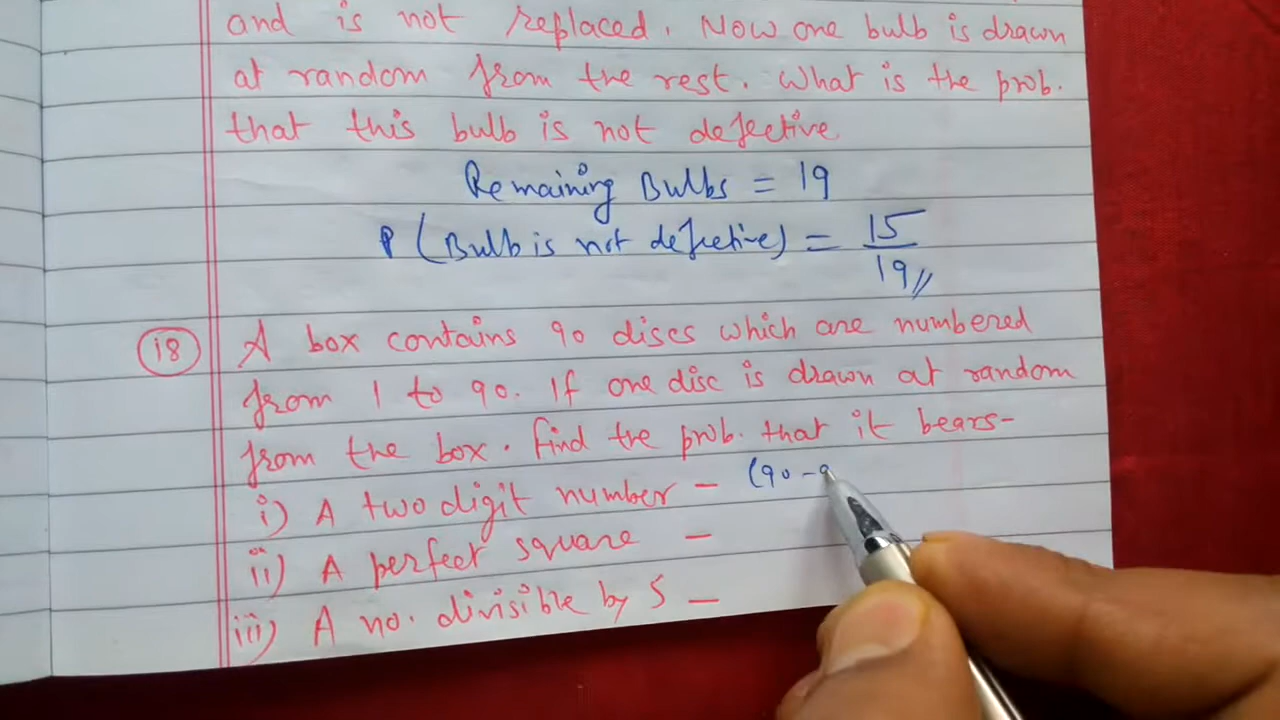 and is not replaced. Now one bulb is drawn
at random from the rest. What is the prob.
that this bulb is not defective.
Remaining Bulbs = 19
P (Bulb is not defective) = 15/19 //
18 A box contains 90 discs which are numbered
from 1 to 90. If one disc is drawn at random
from the box. Find the prob. that it bears-
i) A two digit number - (90-9
ii) A perfect square -
iii) A no. divisible by 5 -